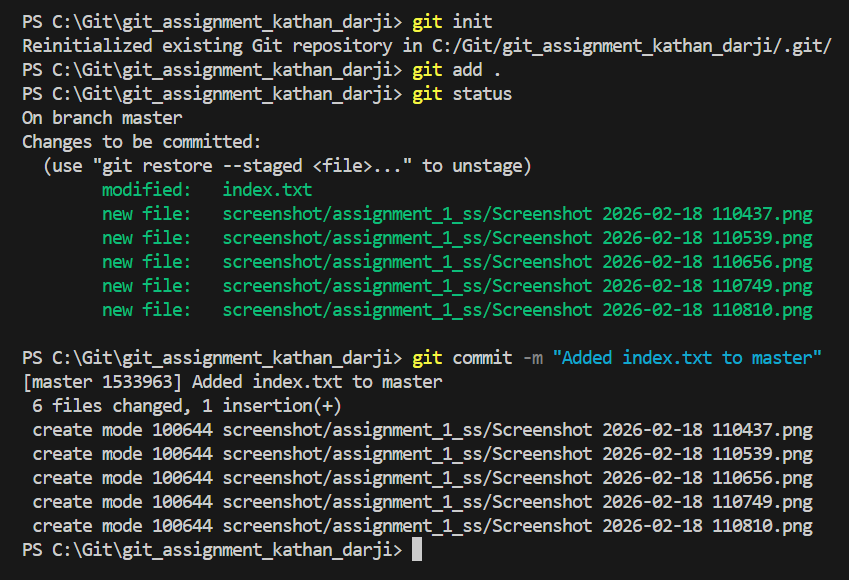 PS C:\Git\git_assignment_kathan_darji> git init
Reinitialized existing Git repository in C:/Git/git_assignment_kathan_darji/.git/
PS C:\Git\git_assignment_kathan_darji> git add .
PS C:\Git\git_assignment_kathan_darji> git status
On branch master
Changes to be committed:
  (use "git restore --staged <file>..." to unstage)
        modified:   index.txt
        new file:   screenshot/assignment_1_ss/Screenshot 2026-02-18 110437.png
        new file:   screenshot/assignment_1_ss/Screenshot 2026-02-18 110539.png
        new file:   screenshot/assignment_1_ss/Screenshot 2026-02-18 110656.png
        new file:   screenshot/assignment_1_ss/Screenshot 2026-02-18 110749.png
        new file:   screenshot/assignment_1_ss/Screenshot 2026-02-18 110810.png
PS C:\Git\git_assignment_kathan_darji> git commit -m "Added index.txt to master"
[master 1533963] Added index.txt to master
 6 files changed, 1 insertion(+)
 create mode 100644 screenshot/assignment_1_ss/Screenshot 2026-02-18 110437.png
 create mode 100644 screenshot/assignment_1_ss/Screenshot 2026-02-18 110539.png
 create mode 100644 screenshot/assignment_1_ss/Screenshot 2026-02-18 110656.png
 create mode 100644 screenshot/assignment_1_ss/Screenshot 2026-02-18 110749.png
 create mode 100644 screenshot/assignment_1_ss/Screenshot 2026-02-18 110810.png
PS C:\Git\git_assignment_kathan_darji>